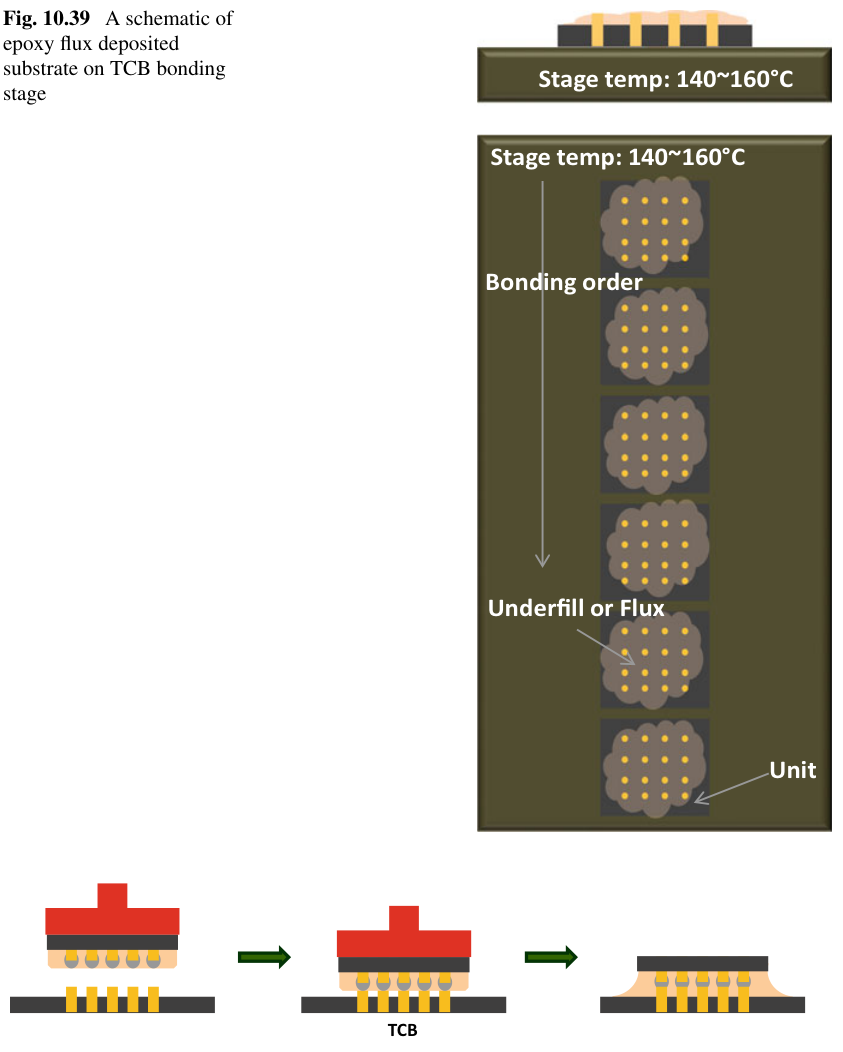 Fig. 10.39 A schematic of
epoxy flux deposited
substrate on TCB bonding
stage
Stage temp: 140~160°C
Stage temp: 140~160°C
Bonding order
Underfill or Flux
Unit
TCB